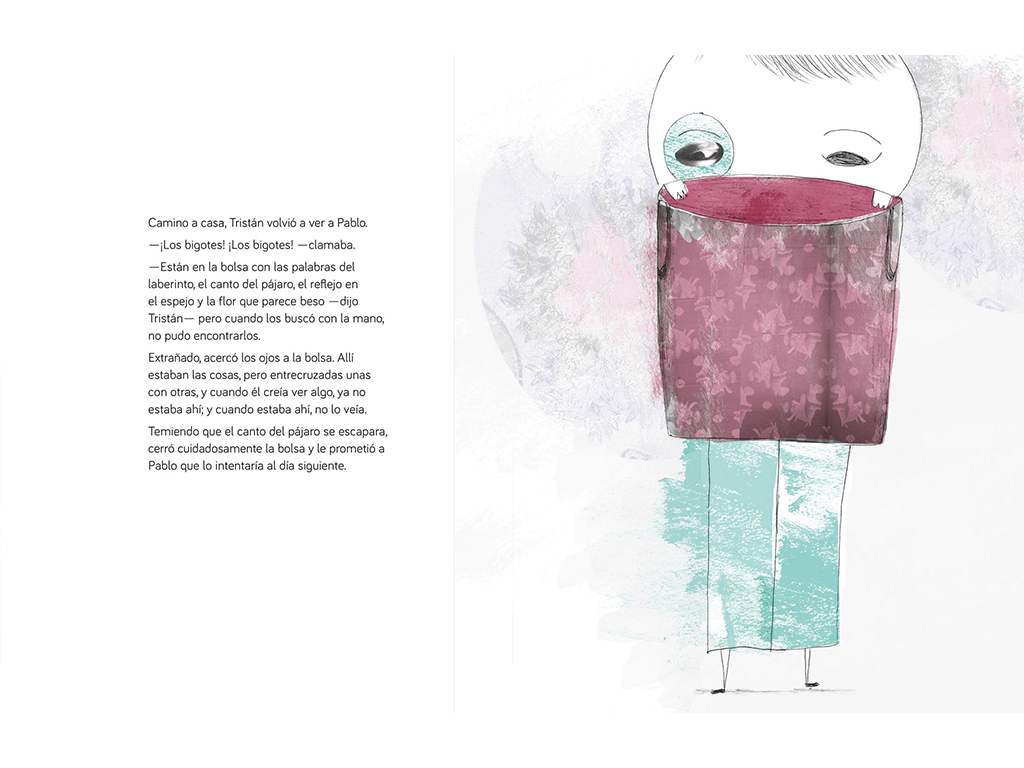 Camino a casa, Tristán volvió a ver a Pablo.
—¡Los bigotes! ¡Los bigotes! —clamaba.
—Están en la bolsa con las palabras del
laberinto, el canto del pájaro, el reflejo en
el espejo y la flor que parece beso —dijo
Tristán— pero cuando los buscó con la mano,
no pudo encontrarlos.
Extrañado, acercó los ojos a la bolsa. Allí
estaban las cosas, pero entrecruzadas unas
con otras, y cuando él creía ver algo, ya no
estaba ahí; y cuando estaba ahí, no lo veía.
Temiendo que el canto del pájaro se escapara,
cerró cuidadosamente la bolsa y le prometió a
Pablo que lo intentaría al día siguiente.